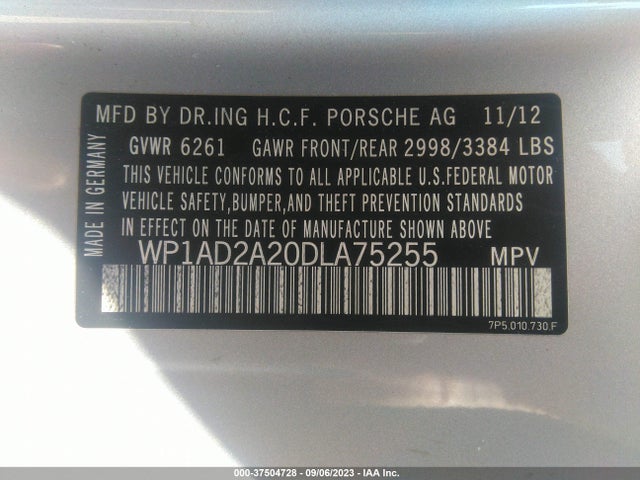 MFD BY DR.ING H.C.F. PORSCHE AG 11/12
GVWR 6261 GAWR FRONT/REAR 2998/3384 LBS
THIS VEHICLE CONFORMS TO ALL APPLICABLE U.S.FEDERAL MOTOR
VEHICLE SAFETY,BUMPER,AND THEFT PREVENTION STANDARDS
IN EFFECT ON THE DATE OF MANUFACTURE SHOWN ABOVE
WP1AD2A20DLA75255 MPV
MADE IN GERMANY
7P5.010.730.F
000-37504728 - 09/06/2023 - IAA Inc.